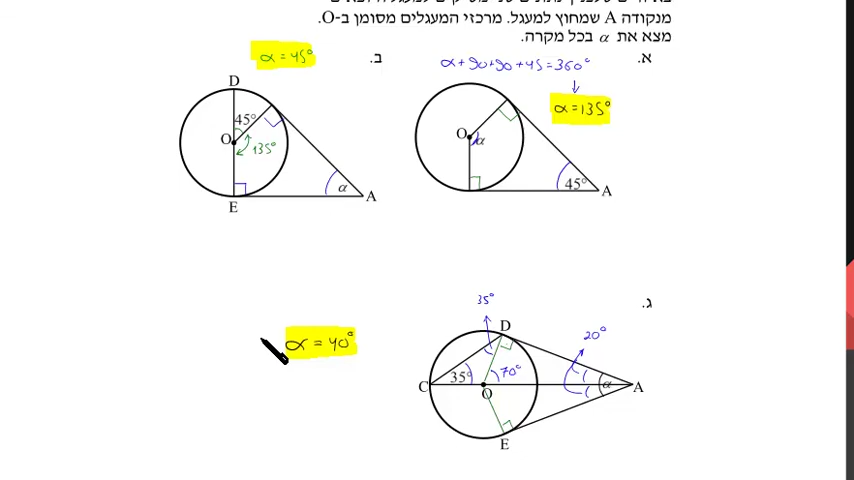 מנקודה A שמחוץ למעגל. מרכזי המעגלים מסומן ב-O.
מצא את α בכל מקרה.
א.
α+90+90+45=360°
α=135°
O
α
45°
A
ב.
α=45°
D
45°
O
135°
E
α
A
ג.
35°
D
20°
C
35°
70°
O
α
A
E
α=40°